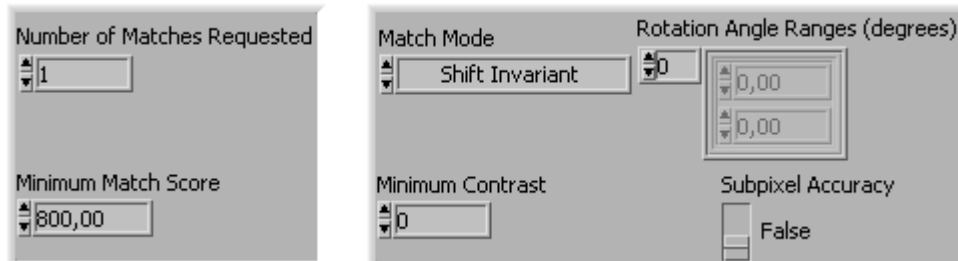 Number of Matches Requested
1
Minimum Match Score
800,00
Match Mode
Shift Invariant
Rotation Angle Ranges (degrees)
0
0,00
0,00
Minimum Contrast
0
Subpixel Accuracy
False